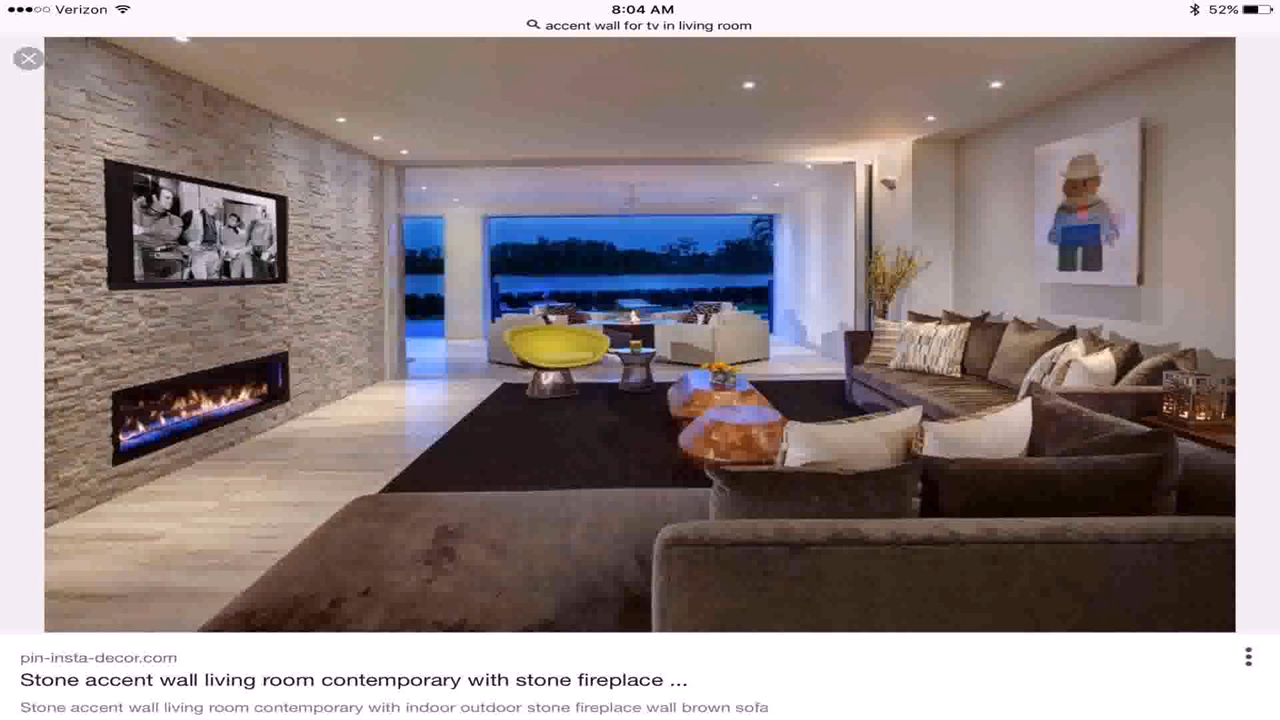 Verizon
8:04 AM
52%
accent wall for tv in living room
pin-insta-decor.com
Stone accent wall living room contemporary with stone fireplace ...
Stone accent wall living room contemporary with indoor outdoor stone fireplace wall brown sofa